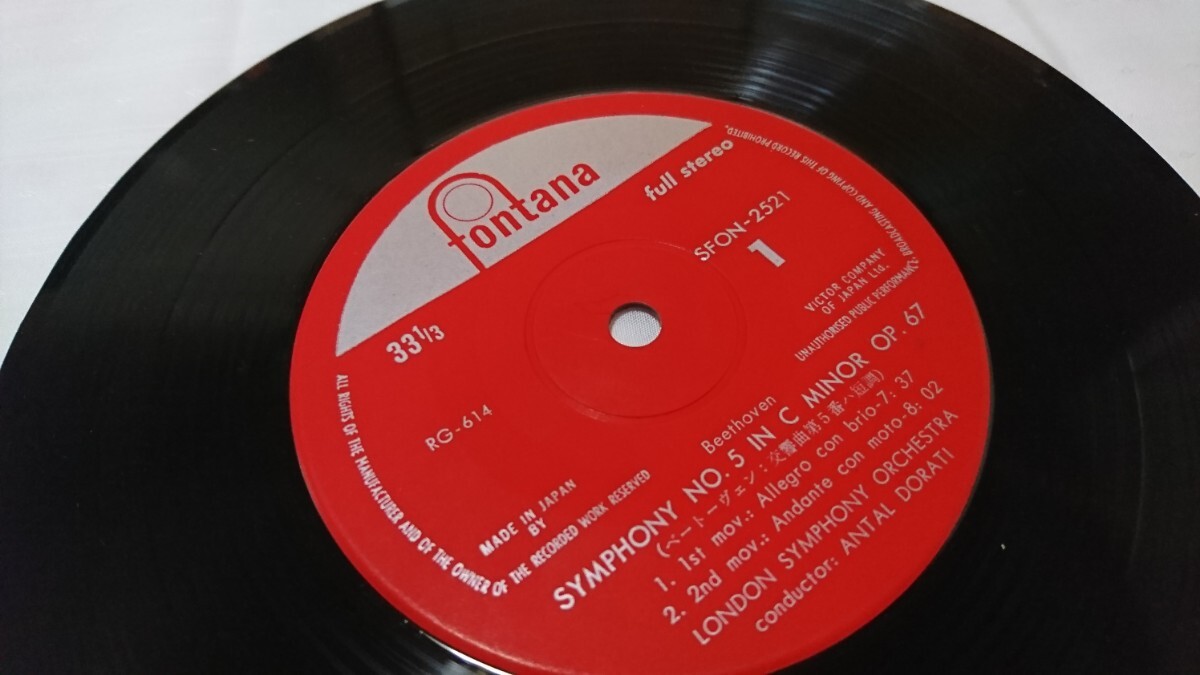 fontana
full stereo
SFON-2521
1
33 1/3
VICTOR COMPANY
OF JAPAN Ltd.
RG-614
MADE IN JAPAN
BY
Beethoven
SYMPHONY NO. 5 IN C MINOR OP. 67
(ベートーヴェン: 交響曲第5番ハ短調)
1. 1st mov.: Allegro con brio-7: 37
2. 2nd mov.: Andante con moto-8: 02
LONDON SYMPHONY ORCHESTRA
conductor: ANTAL DORATI
ALL RIGHTS OF THE MANUFACTURER AND OF THE OWNER OF THE RECORDED WORK RESERVED
UNAUTHORISED PUBLIC PERFORMANCE, BROADCASTING AND COPYING OF THIS RECORD PROHIBITED.